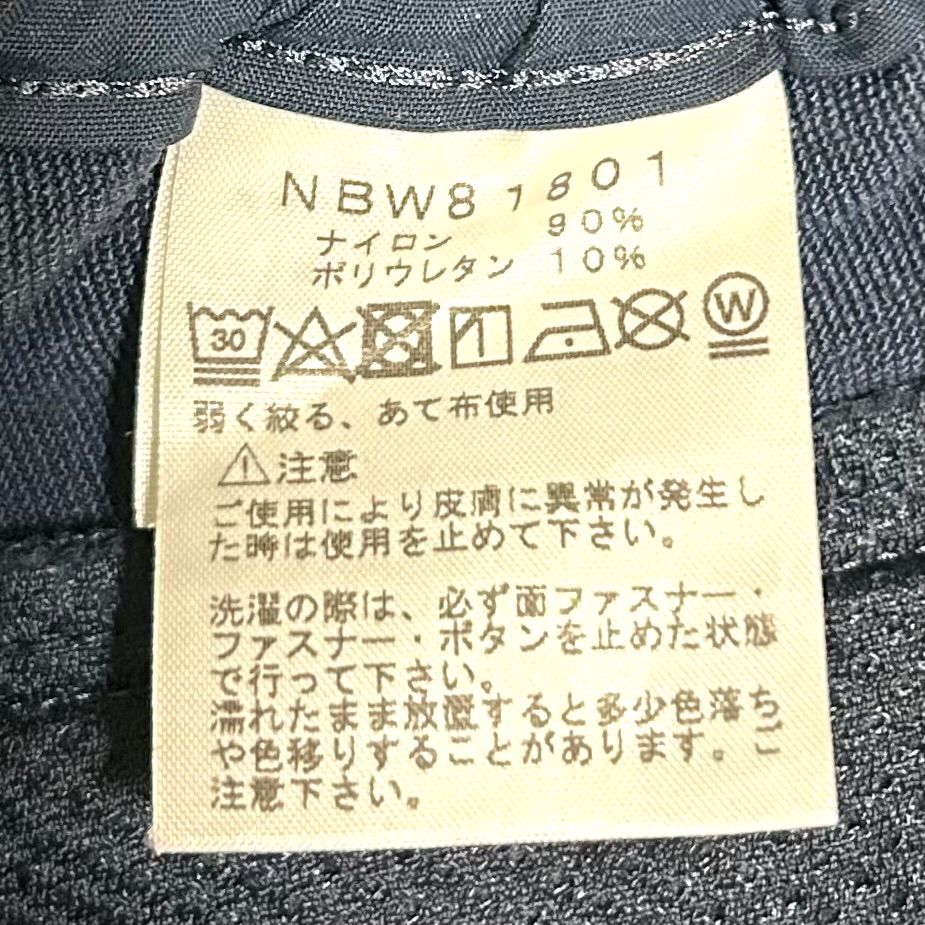 NBW81801
ナイロン 90%
ポリウレタン 10%
30
W
弱く絞る、あて布使用
注意
ご使用により皮膚に異常が発生し
た時は使用を止めて下さい。
洗濯の際は、必ず面ファスナー・
ファスナー・ボタンを止めた状態
で行って下さい。
濡れたまま放置すると多少色落ち
や色移りすることがあります。ご
注意下さい。